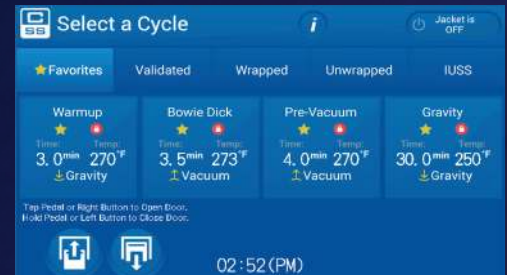 CSS Select a Cycle i Jacket is OFF
Favorites Validated Wrapped Unwrapped IUSS
Warmup Bowie Dick Pre-Vacuum Gravity
Time: Temp: Time: Temp: Time: Temp: Time: Temp:
3.0min 270°F 3.5min 273°F 4.0min 270°F 30.0min 250°F
Gravity Vacuum Vacuum Gravity
Tap Pedal or Right Button to Open Door.
Hold Pedal or Left Button to Close Door.
02:52(PM)